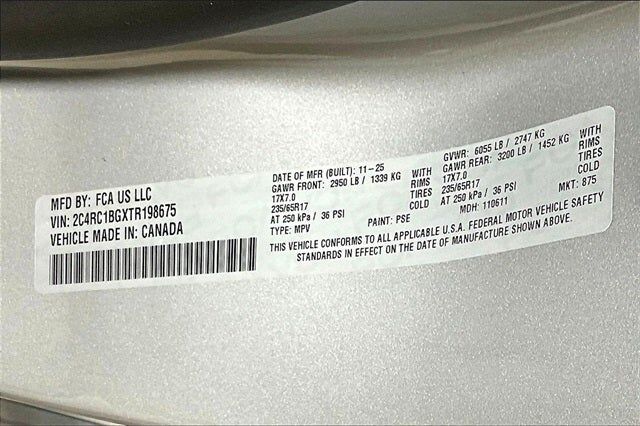 MFD BY: FCA US LLC
VIN: 2C4RC1BGXTR198675
VEHICLE MADE IN: CANADA
DATE OF MFR (BUILT): 11-25
GAWR FRONT: 2950 LB / 1339 KG WITH
17X7.0 RIMS
235/65R17 TIRES
AT 250 kPa / 36 PSI COLD
TYPE: MPV PAINT: PSE
GVWR: 6055 LB / 2747 KG
GAWR REAR: 3200 LB / 1452 KG WITH
17X7.0 RIMS
235/65R17 TIRES
AT 250 kPa / 36 PSI COLD
MDH: 110611 MKT: 875
THIS VEHICLE CONFORMS TO ALL APPLICABLE U.S.A. FEDERAL MOTOR VEHICLE SAFETY
STANDARDS IN EFFECT ON THE DATE OF MANUFACTURE SHOWN ABOVE.